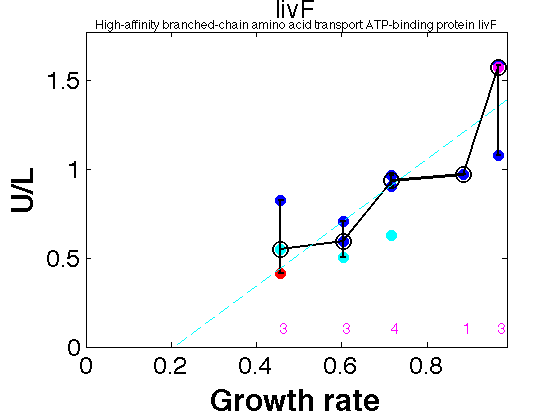 livF
High-affinity branched-chain amino acid transport ATP-binding protein livF
U/L
1.5
1
0.5
0
3 3 4 1 3
0 0.2 0.4 0.6 0.8
Growth rate